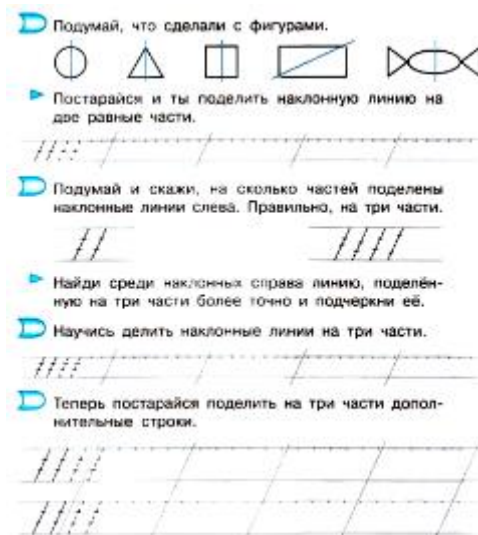 Подумай, что сделали с фигурами.
Постарайся и ты поделить наклонную линию на
две равные части.
Подумай и скажи, на сколько частей поделены
наклонные линии слева. Правильно, на три части.
Найди среди наклонных справа линию, поделён-
ную на три части более точно и подчеркни её.
Научись делить наклонные линии на три части.
Теперь постарайся поделить на три части допол-
нительные строки.